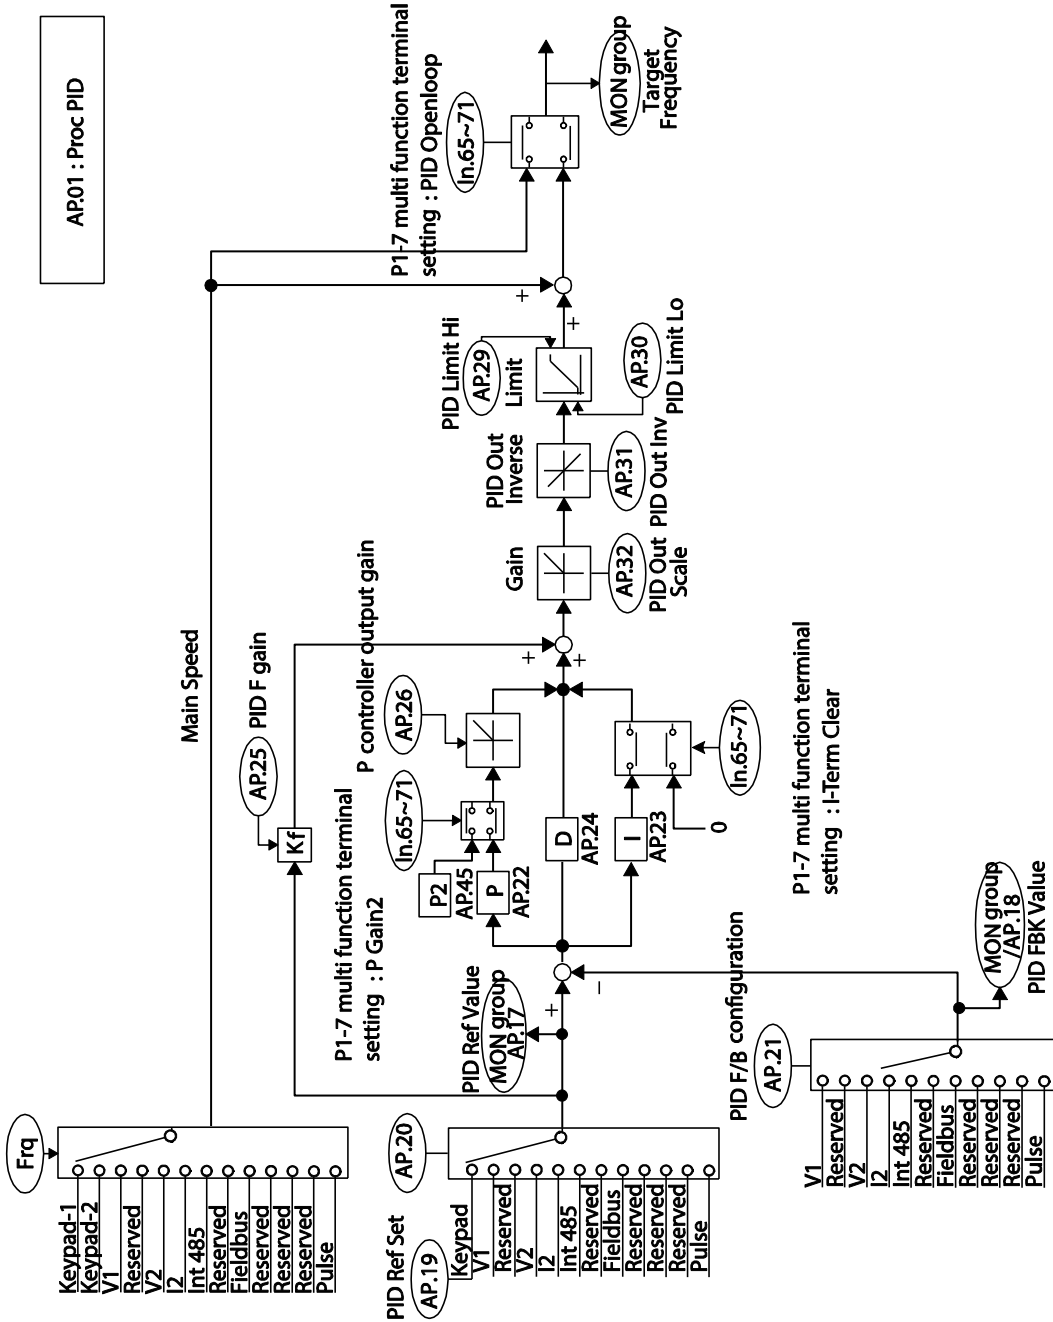 AP.01 : Proc PID
Frq
Keypad-1
Keypad-2
V1
Reserved
V2
I2
Int 485
Reserved
Fieldbus
Reserved
Reserved
Reserved
Pulse
Main Speed
AP.25
PID F gain
Kf
P1-7 multi function terminal
setting : PID Openloop
In.65~71
MON group
Target
Frequency
PID Ref Set
AP.19
AP.20
Keypad
V1
Reserved
V2
I2
Int 485
Reserved
Fieldbus
Reserved
Reserved
Reserved
Pulse
PID Ref Value
MON group
AP.17
+
−
P1-7 multi function terminal
setting : P Gain2
In.65~71
P2
AP.45
P
AP.22
P controller output gain
AP.26
D
AP.24
I
AP.23
0
In.65~71
P1-7 multi function terminal
setting : I-Term Clear
+
+
Gain
AP.32
PID Out
Scale
PID Out
Inverse
AP.31
PID Out Inv
PID Limit Hi
AP.29
Limit
AP.30
PID Limit Lo
+
+
PID F/B configuration
AP.21
V1
Reserved
V2
I2
Int 485
Reserved
Fieldbus
Reserved
Reserved
Reserved
Pulse
MON group
/AP.18
PID FBK Value